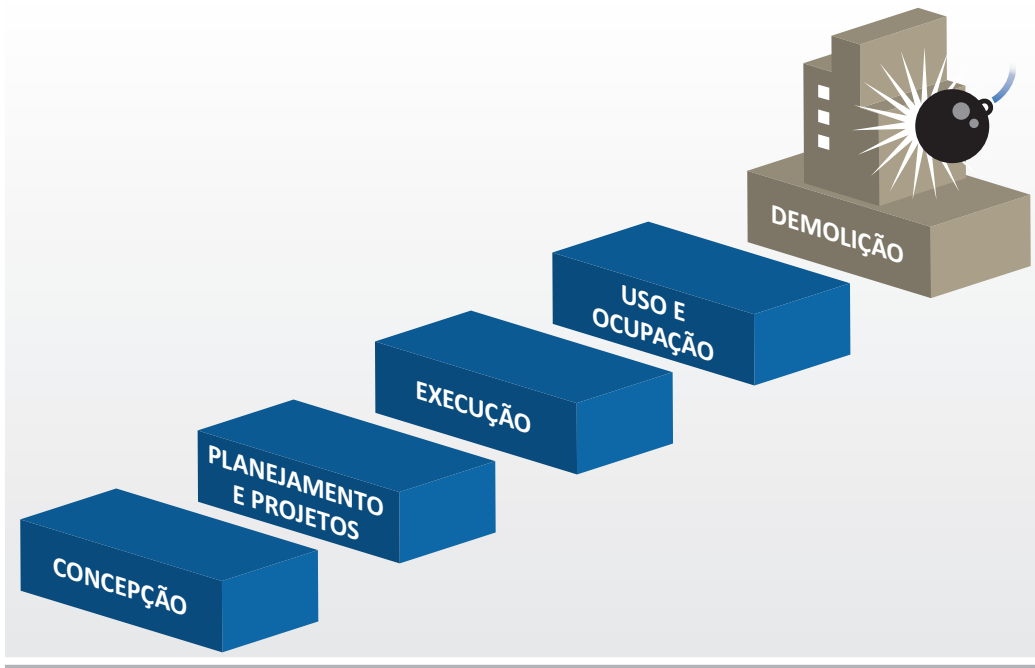 DEMOLIÇÃO
USO E
OCUPAÇÃO
EXECUÇÃO
PLANEJAMENTO
E PROJETOS
CONCEPÇÃO